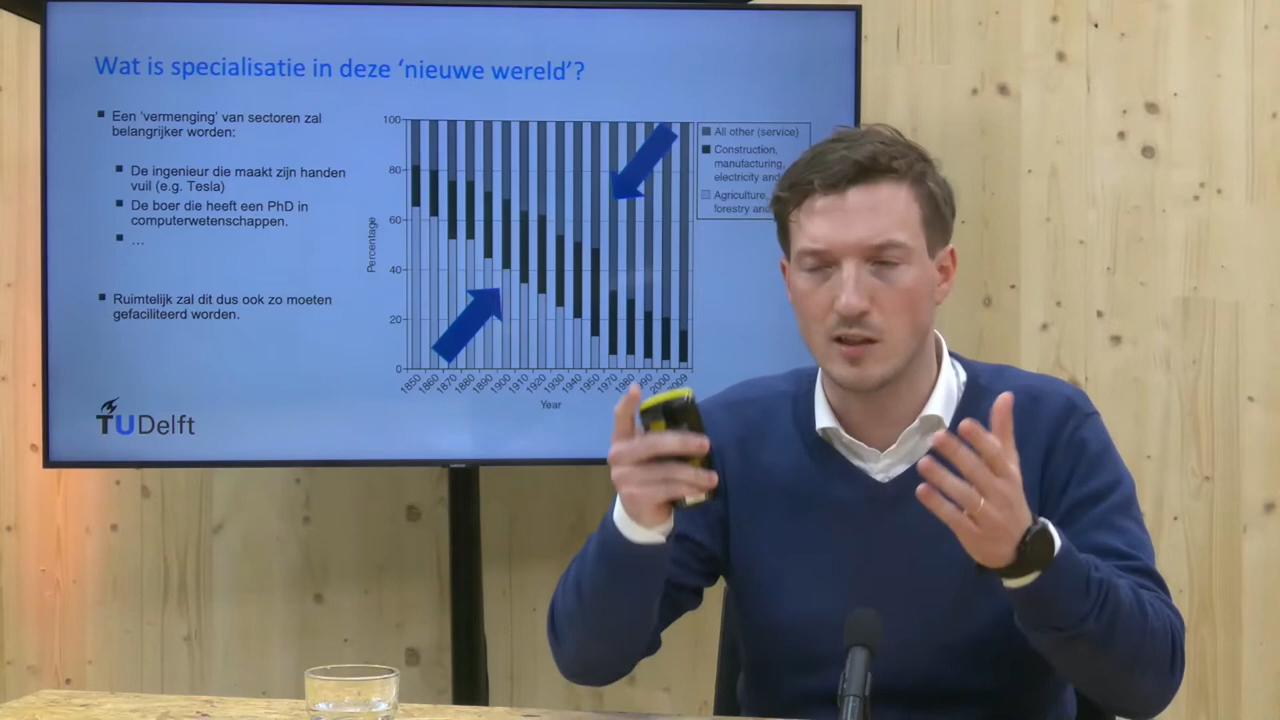 Wat is specialisatie in deze ‘nieuwe wereld’?
Een ‘vermenging’ van sectoren zal
belangrijker worden:
De ingenieur die maakt zijn handen
vuil (e.g. Tesla)
De boer die heeft een PhD in
computerwetenschappen.
…
Ruimtelijk zal dit dus ook zo moeten
gefaciliteerd worden.
TUDelft
Percentage
100
80
60
40
20
0
1850
1860
1870
1880
1890
1900
1910
1920
1930
1940
1950
1970
1980
2000
Year
All other (service)
Construction,
manufacturing,
electricity and
Agriculture,
forestry and